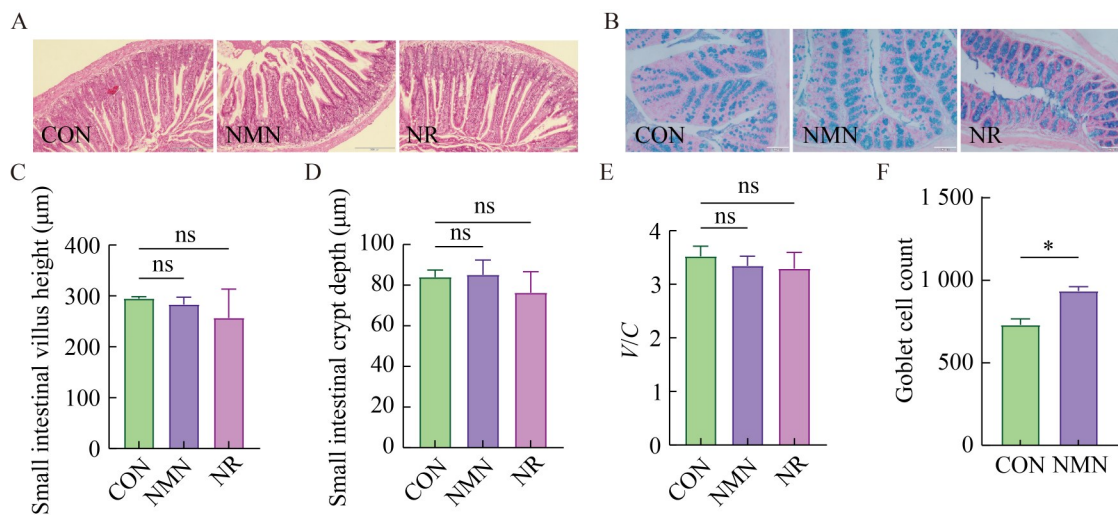 A
CON
NMN
NR
B
CON
NMN
NR
C
Small intestinal villus height (μm)
400
300
200
100
0
ns
ns
CON
NMN
NR
D
Small intestinal crypt depth (μm)
100
80
60
40
20
0
ns
ns
CON
NMN
NR
E
V/C
4
3
2
1
0
ns
ns
CON
NMN
NR
F
Goblet cell count
1 500
1 000
500
0
*
CON NMN